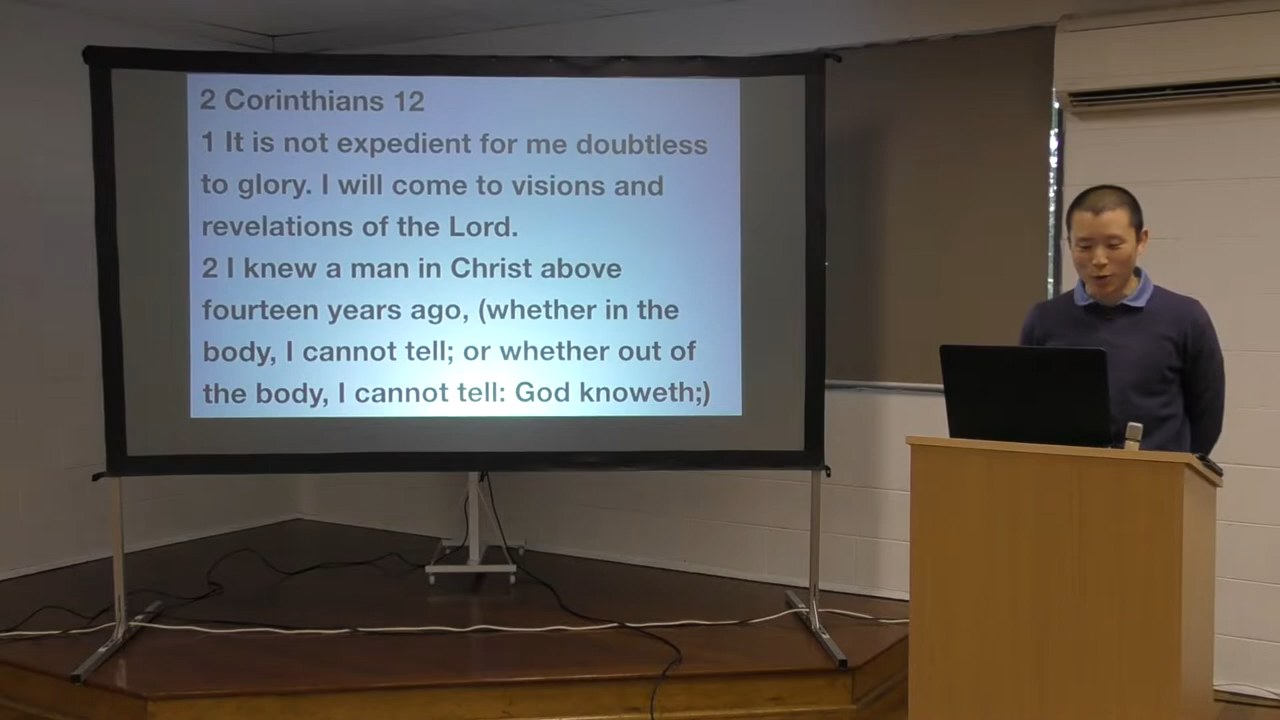 2 Corinthians 12
1 It is not expedient for me doubtless
to glory. I will come to visions and
revelations of the Lord.
2 I knew a man in Christ above
fourteen years ago, (whether in the
body, I cannot tell; or whether out of
the body, I cannot tell: God knoweth;)